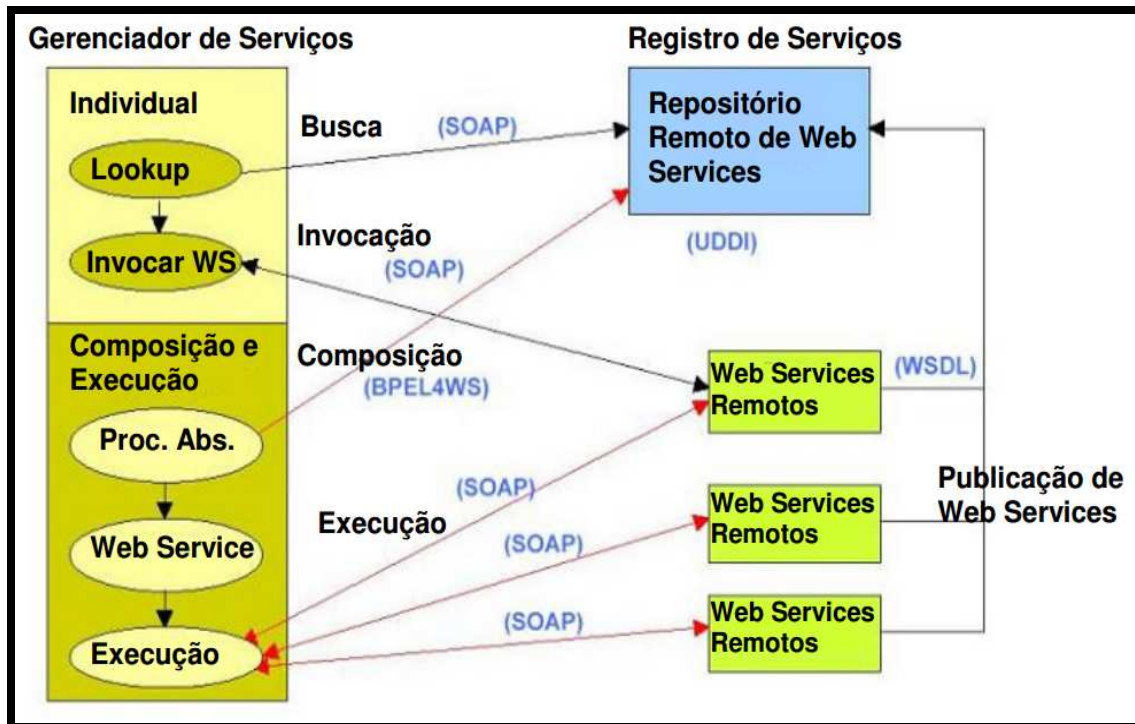 Gerenciador de Serviços
Registro de Serviços
Individual
Lookup
Invocar WS
Busca
(SOAP)
Repositório
Remoto de Web
Services
(UDDI)
Invocação
(SOAP)
Composição e
Execução
Proc. Abs.
Web Service
Execução
Composição
(BPEL4WS)
Web Services
Remotos
(WSDL)
(SOAP)
Execução
Web Services
Remotos
(SOAP)
Publicação de
Web Services
(SOAP)
Web Services
Remotos